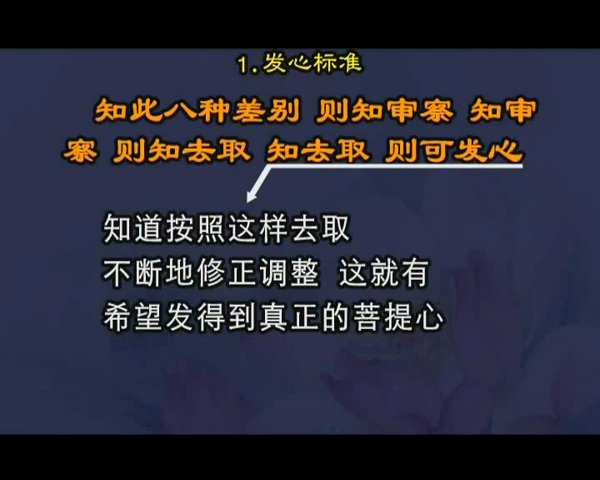 1.发心标准
知此八种差别 则知审察 知审
察 则知去取 知去取 则可发心
知道按照这样去取
不断地修正调整 这就有
希望发得到真正的菩提心